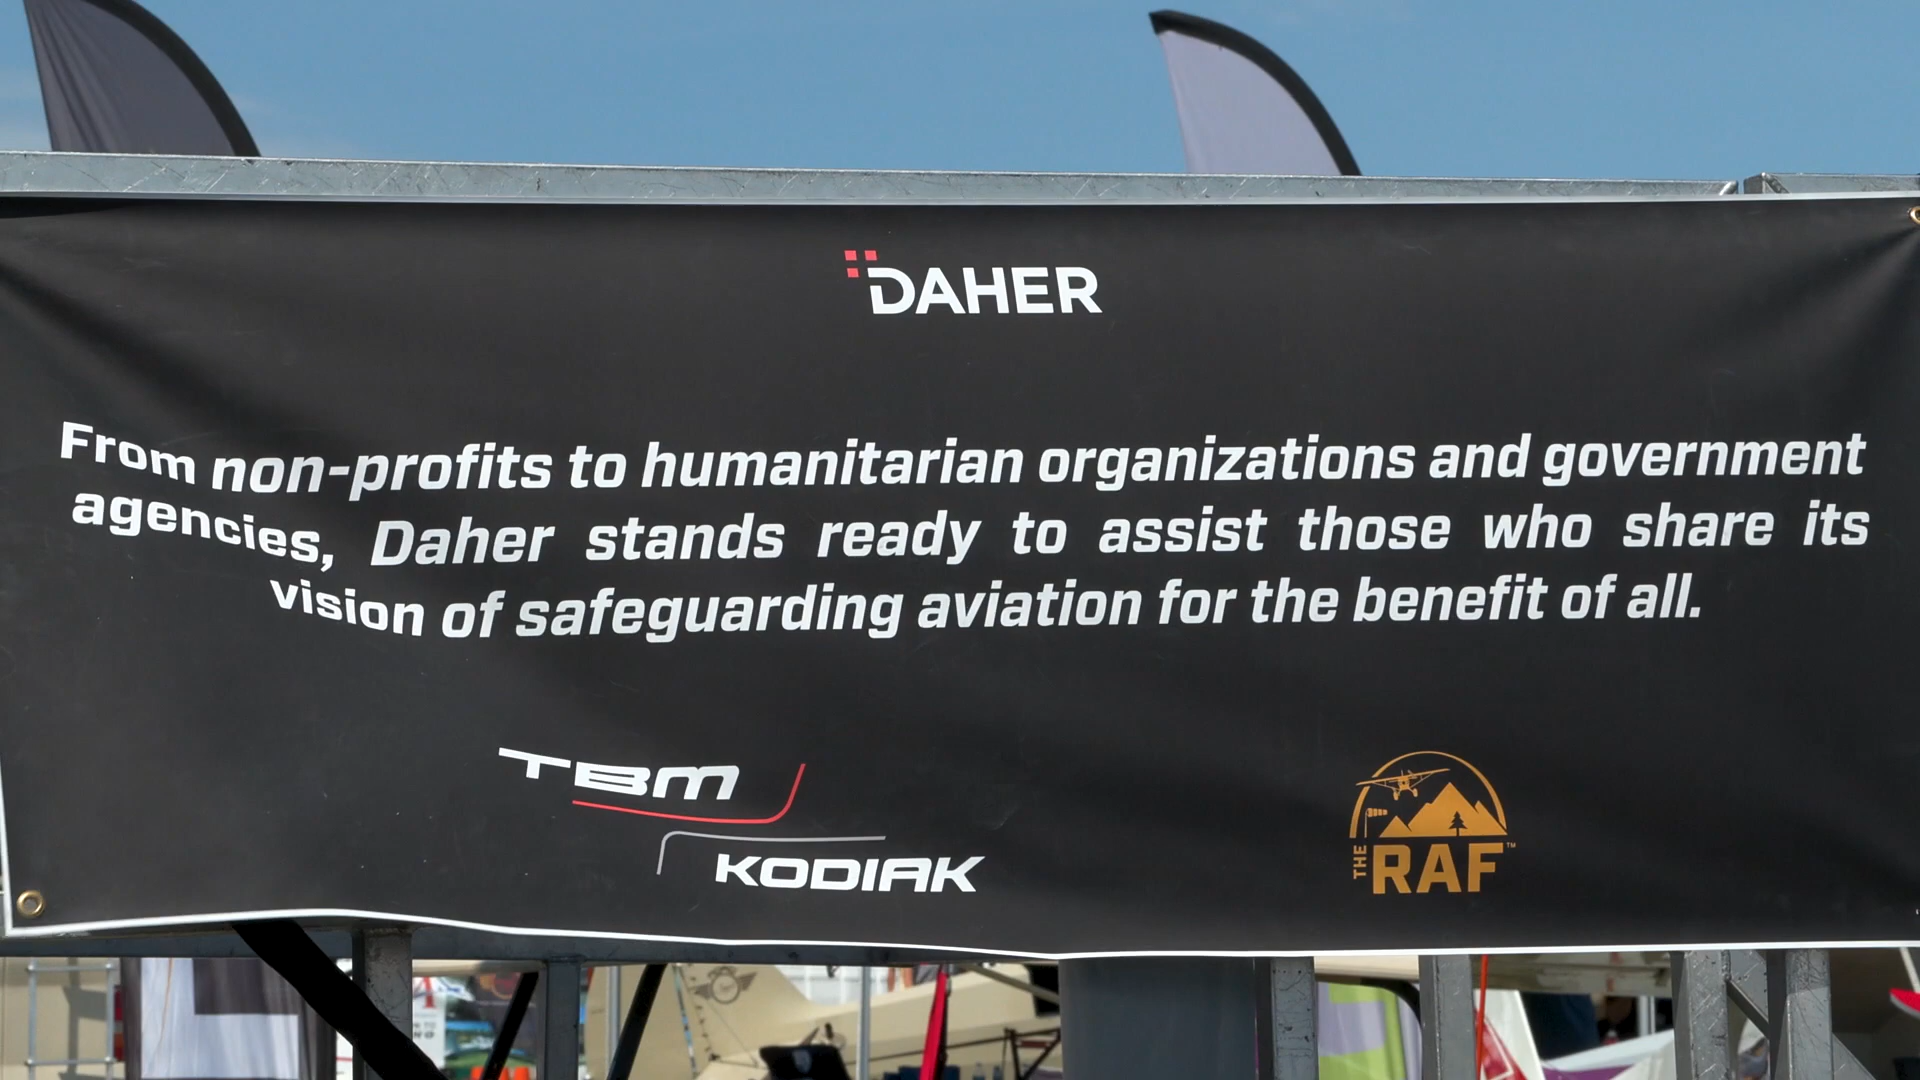 DAHER
From non-profits to humanitarian organizations and government
agencies, Daher stands ready to assist those who share its
vision of safeguarding aviation for the benefit of all.
TBM
KODIAK
THE RAF™